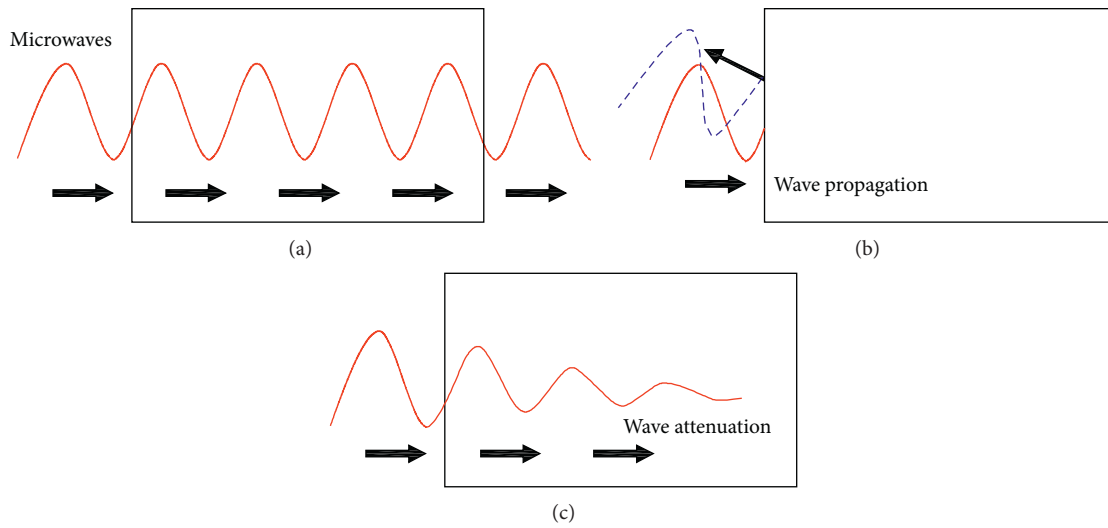 Microwaves
(a)
Wave propagation
(b)
Wave attenuation
(c)